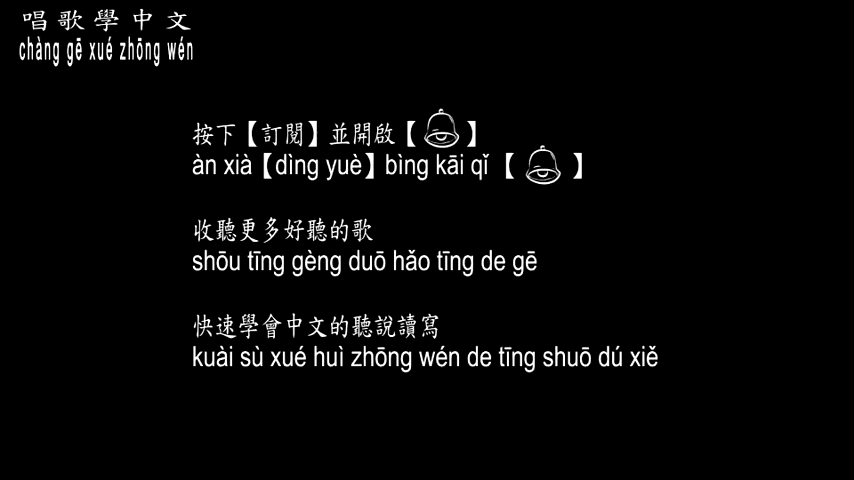 唱歌學中文
chàng gē xué zhōng wén
按下【訂閱】並開啟【】
àn xià【dìng yuè】bìng kāi qǐ 【】
收聽更多好聽的歌
shōu tīng gèng duō hǎo tīng de gē
快速學會中文的聽說讀寫
kuài sù xué huì zhōng wén de tīng shuō dú xiě